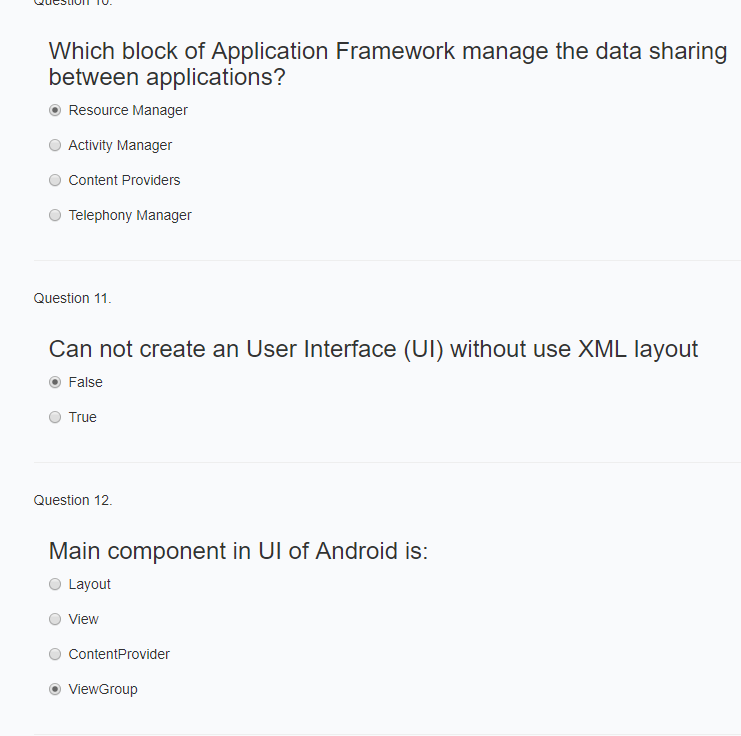 Question 10.
Which block of Application Framework manage the data sharing
between applications?
Resource Manager
Activity Manager
Content Providers
Telephony Manager
Question 11.
Can not create an User Interface (UI) without use XML layout
False
True
Question 12.
Main component in UI of Android is:
Layout
View
ContentProvider
ViewGroup